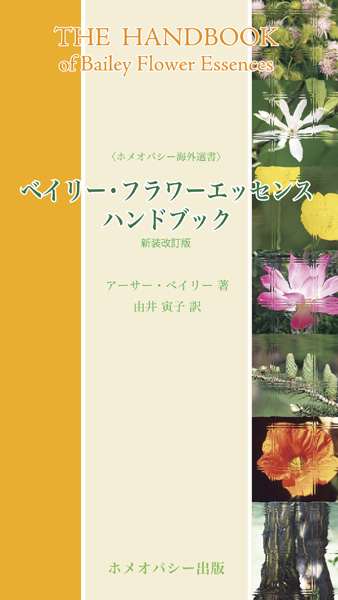 THE HANDBOOK
of Bailey Flower Essences
〈ホメオパシー海外選書〉
ベイリー・フラワーエッセンス
ハンドブック
新装改訂版
アーサー・ベイリー 著
由井 寅子 訳
ホメオパシー出版